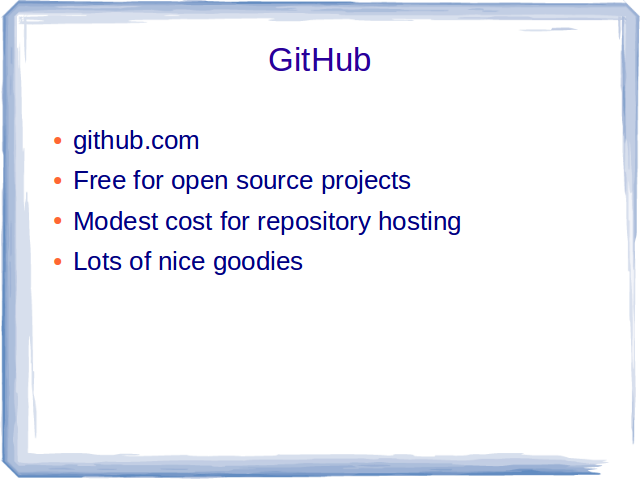 GitHub
• github.com
• Free for open source projects
• Modest cost for repository hosting
• Lots of nice goodies